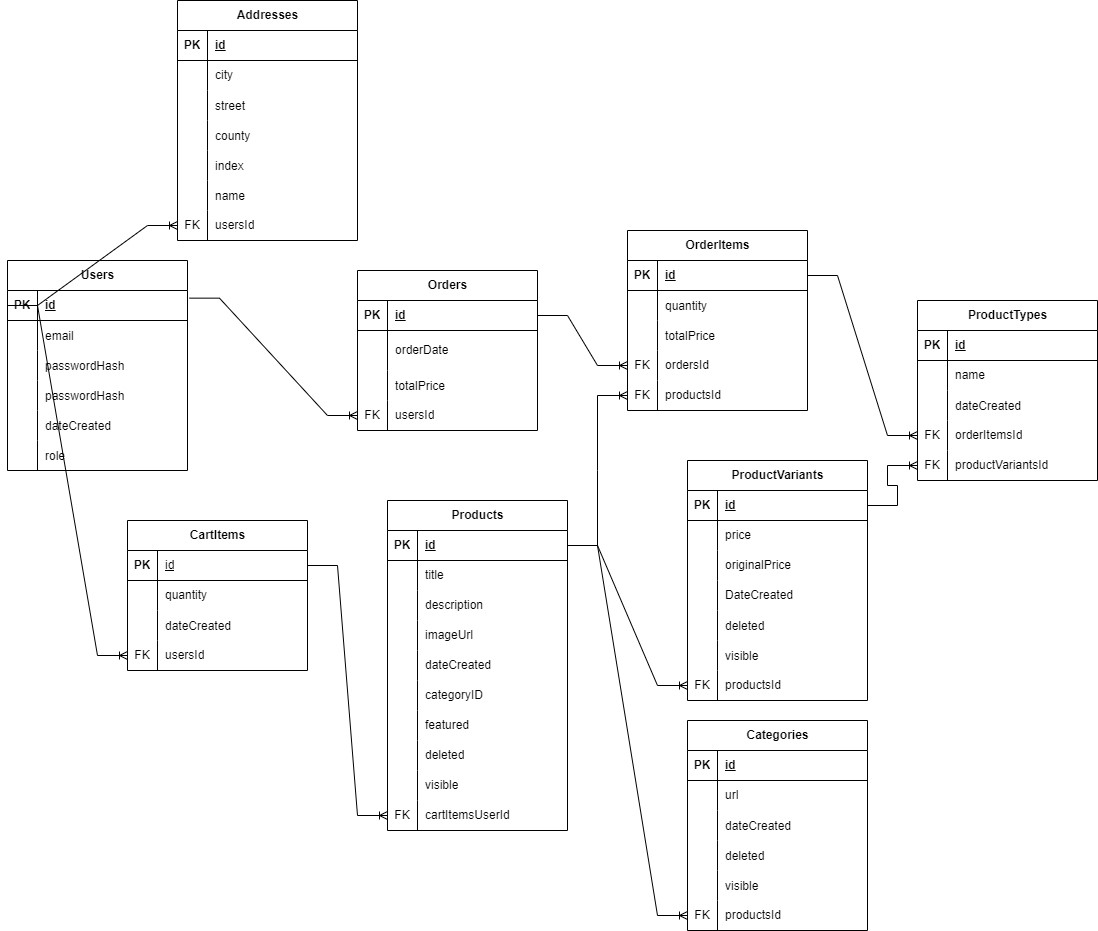 Addresses
PK id
city
street
county
index
name
FK usersId
Users
PK id
email
passwordHash
passwordHash
dateCreated
role
Orders
PK id
orderDate
totalPrice
FK usersId
OrderItems
PK id
quantity
totalPrice
FK ordersId
FK productsId
ProductTypes
PK id
name
dateCreated
FK orderItemsId
FK productVariantsId
CartItems
PK id
quantity
dateCreated
FK usersId
Products
PK id
title
description
imageUrl
dateCreated
categoryID
featured
deleted
visible
FK cartItemsUserId
ProductVariants
PK id
price
originalPrice
DateCreated
deleted
visible
FK productsId
Categories
PK id
url
dateCreated
deleted
visible
FK productsId